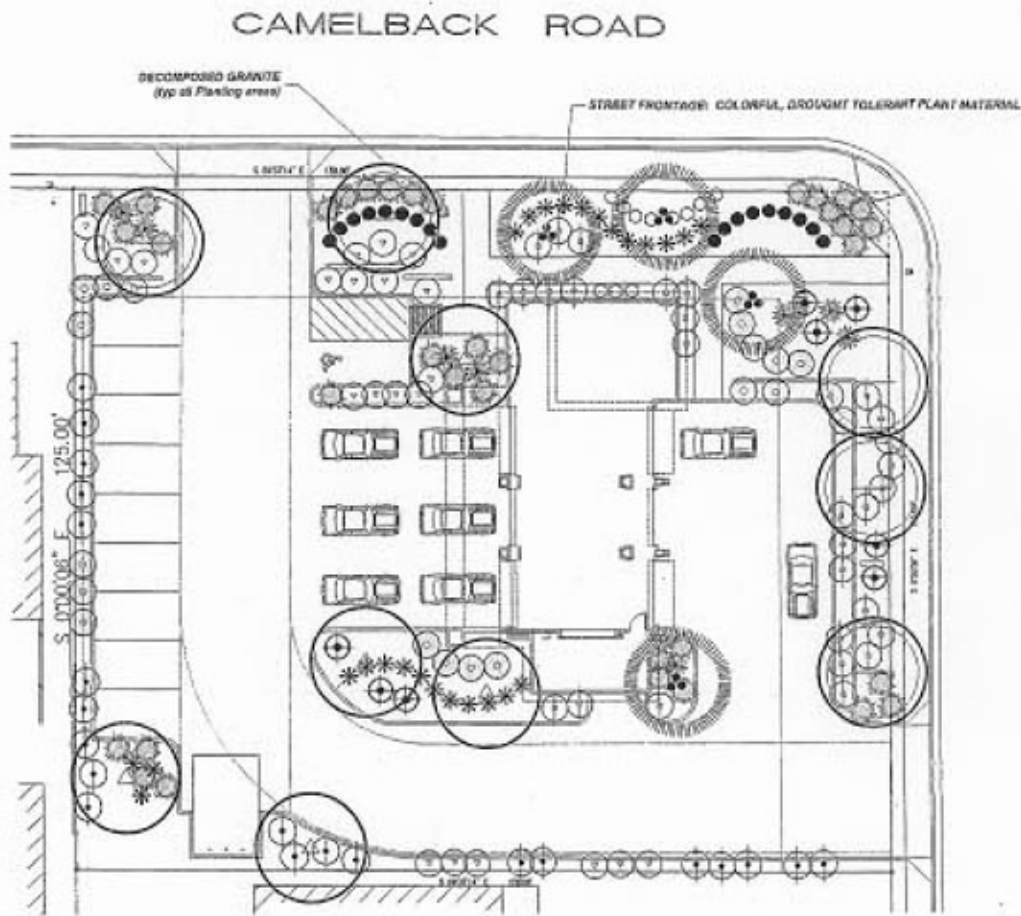 CAMELBACK ROAD
DECOMPOSED GRANITE
(typ all Planting areas)
STREET FRONTAGE: COLORFUL, DROUGHT TOLERANT PLANT MATERIAL
S 0°00'06" E 125.00'